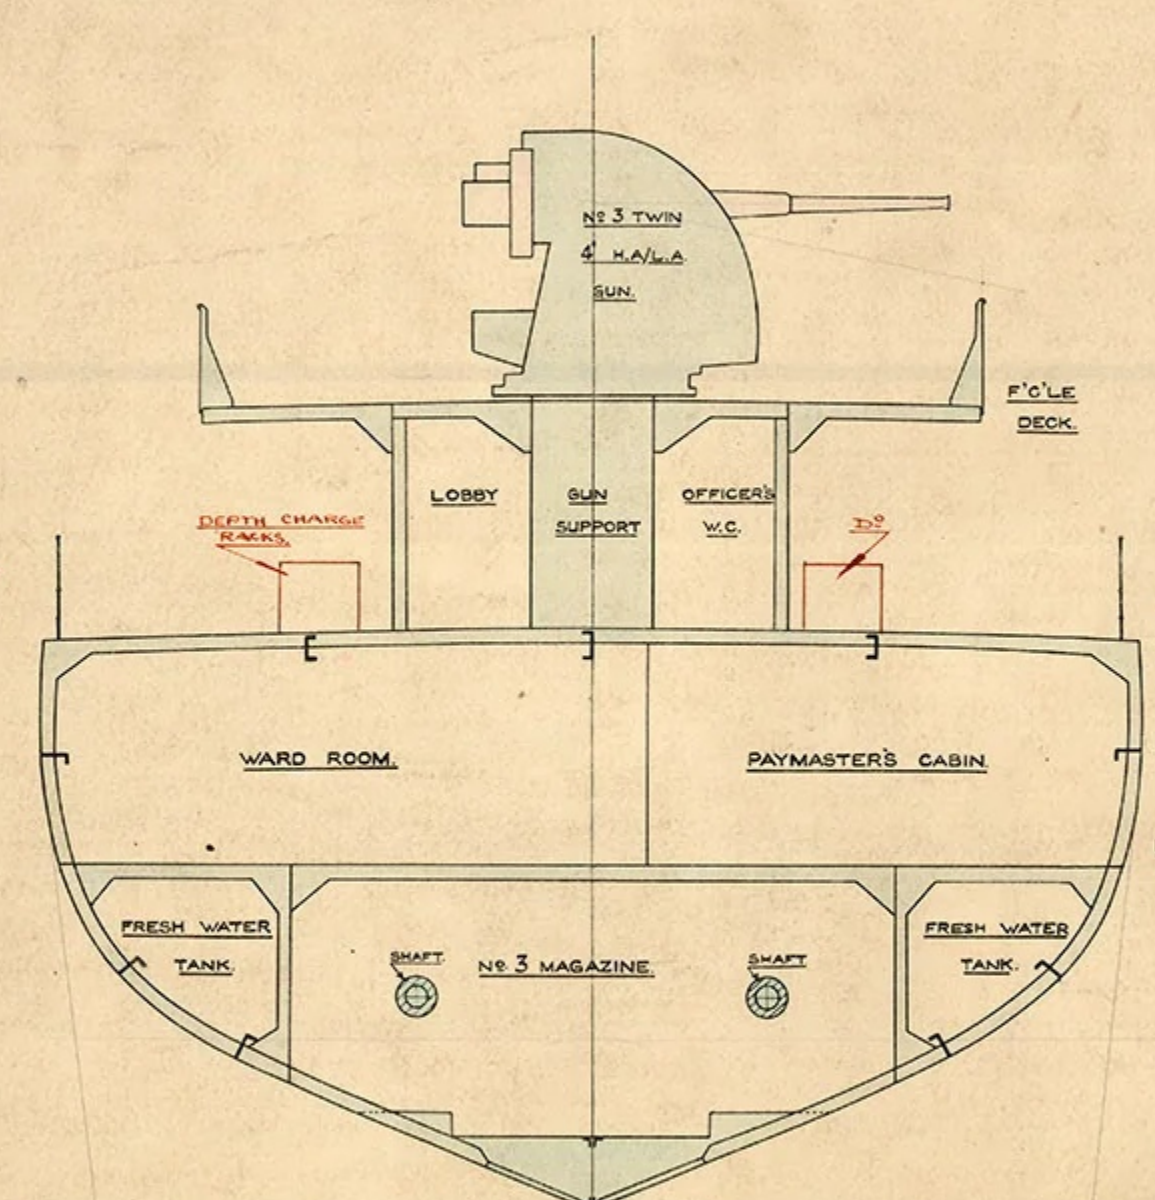 Nº 3 TWIN
4" H.A/L.A.
GUN.
F'C'LE
DECK.
LOBBY
GUN
SUPPORT
OFFICER'S
W.C.
DEPTH CHARGE
RACKS.
Dº
WARD ROOM.
PAYMASTER'S CABIN.
FRESH WATER
TANK.
SHAFT.
Nº 3 MAGAZINE.
SHAFT
FRESH WATER
TANK.